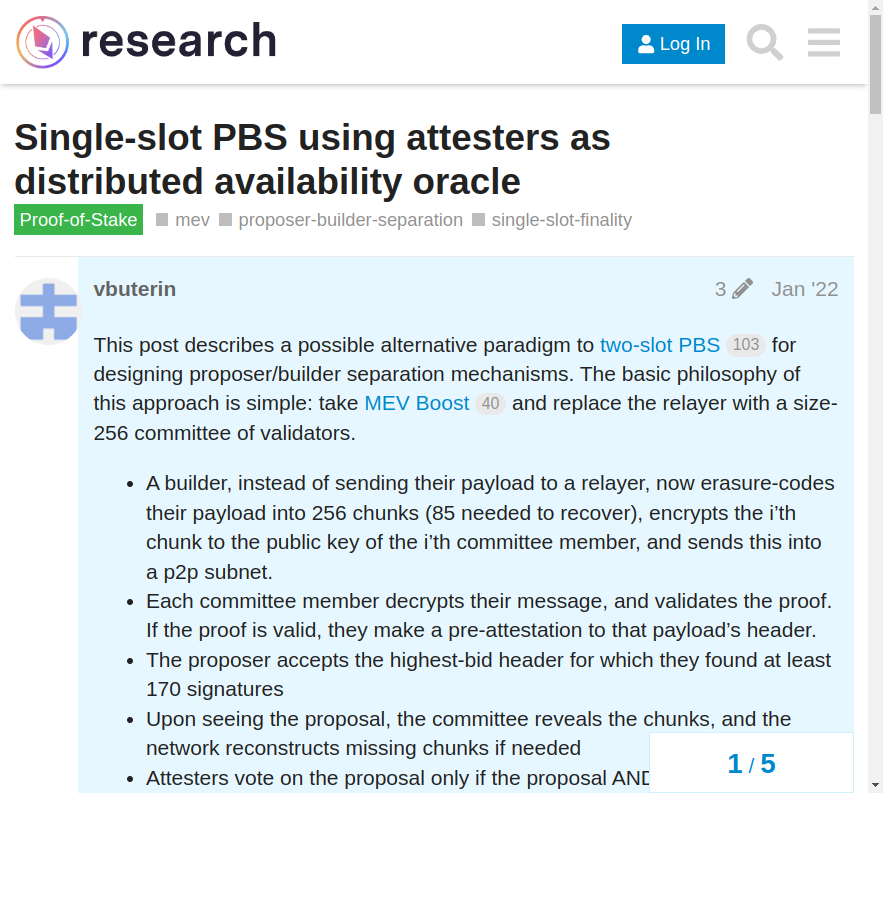 research
Log In
Single-slot PBS using attesters as
distributed availability oracle
Proof-of-Stake mev proposer-builder-separation single-slot-finality
vbuterin 3 Jan '22
This post describes a possible alternative paradigm to two-slot PBS 103 for
designing proposer/builder separation mechanisms. The basic philosophy of
this approach is simple: take MEV Boost 40 and replace the relayer with a size-
256 committee of validators.
• A builder, instead of sending their payload to a relayer, now erasure-codes
their payload into 256 chunks (85 needed to recover), encrypts the i’th
chunk to the public key of the i’th committee member, and sends this into
a p2p subnet.
• Each committee member decrypts their message, and validates the proof.
If the proof is valid, they make a pre-attestation to that payload’s header.
• The proposer accepts the highest-bid header for which they found at least
170 signatures
• Upon seeing the proposal, the committee reveals the chunks, and the
network reconstructs missing chunks if needed
• Attesters vote on the proposal only if the proposal AND
1 / 5